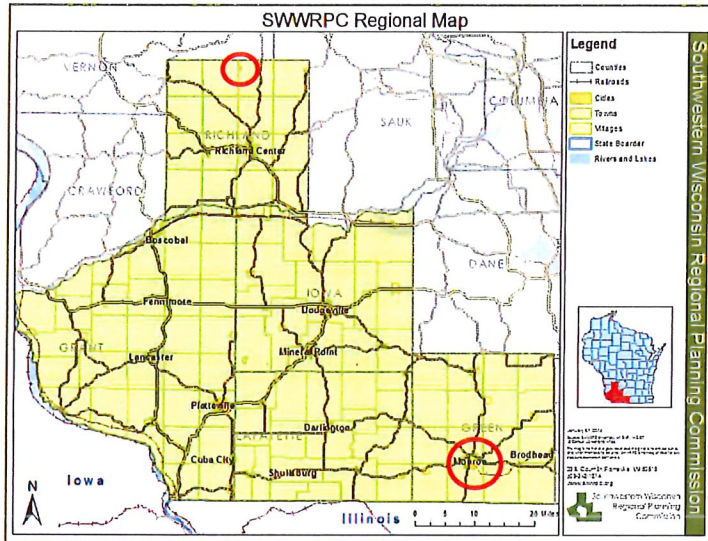 SWWRPC Regional Map
VERNON
RICHLAND
Richland Center
SAUK
COLUMBIA
CRAWFORD
Boscobel
DANE
IOWA
Fennimore
Dodgeville
GRANT
Lancaster
Mineral Point
Platteville
LAFAYETTE
Darlington
GREEN
Cuba City
Shullsburg
Monroe
Brodhead
Iowa
N
Illinois
0 10 20 Miles
Legend
Counties
Railroads
Cities
Towns
Villages
State Boarder
Rivers and Lakes
Southwestern Wisconsin Regional Planning Commission
Southwestern Wisconsin
Regional Planning
Commission